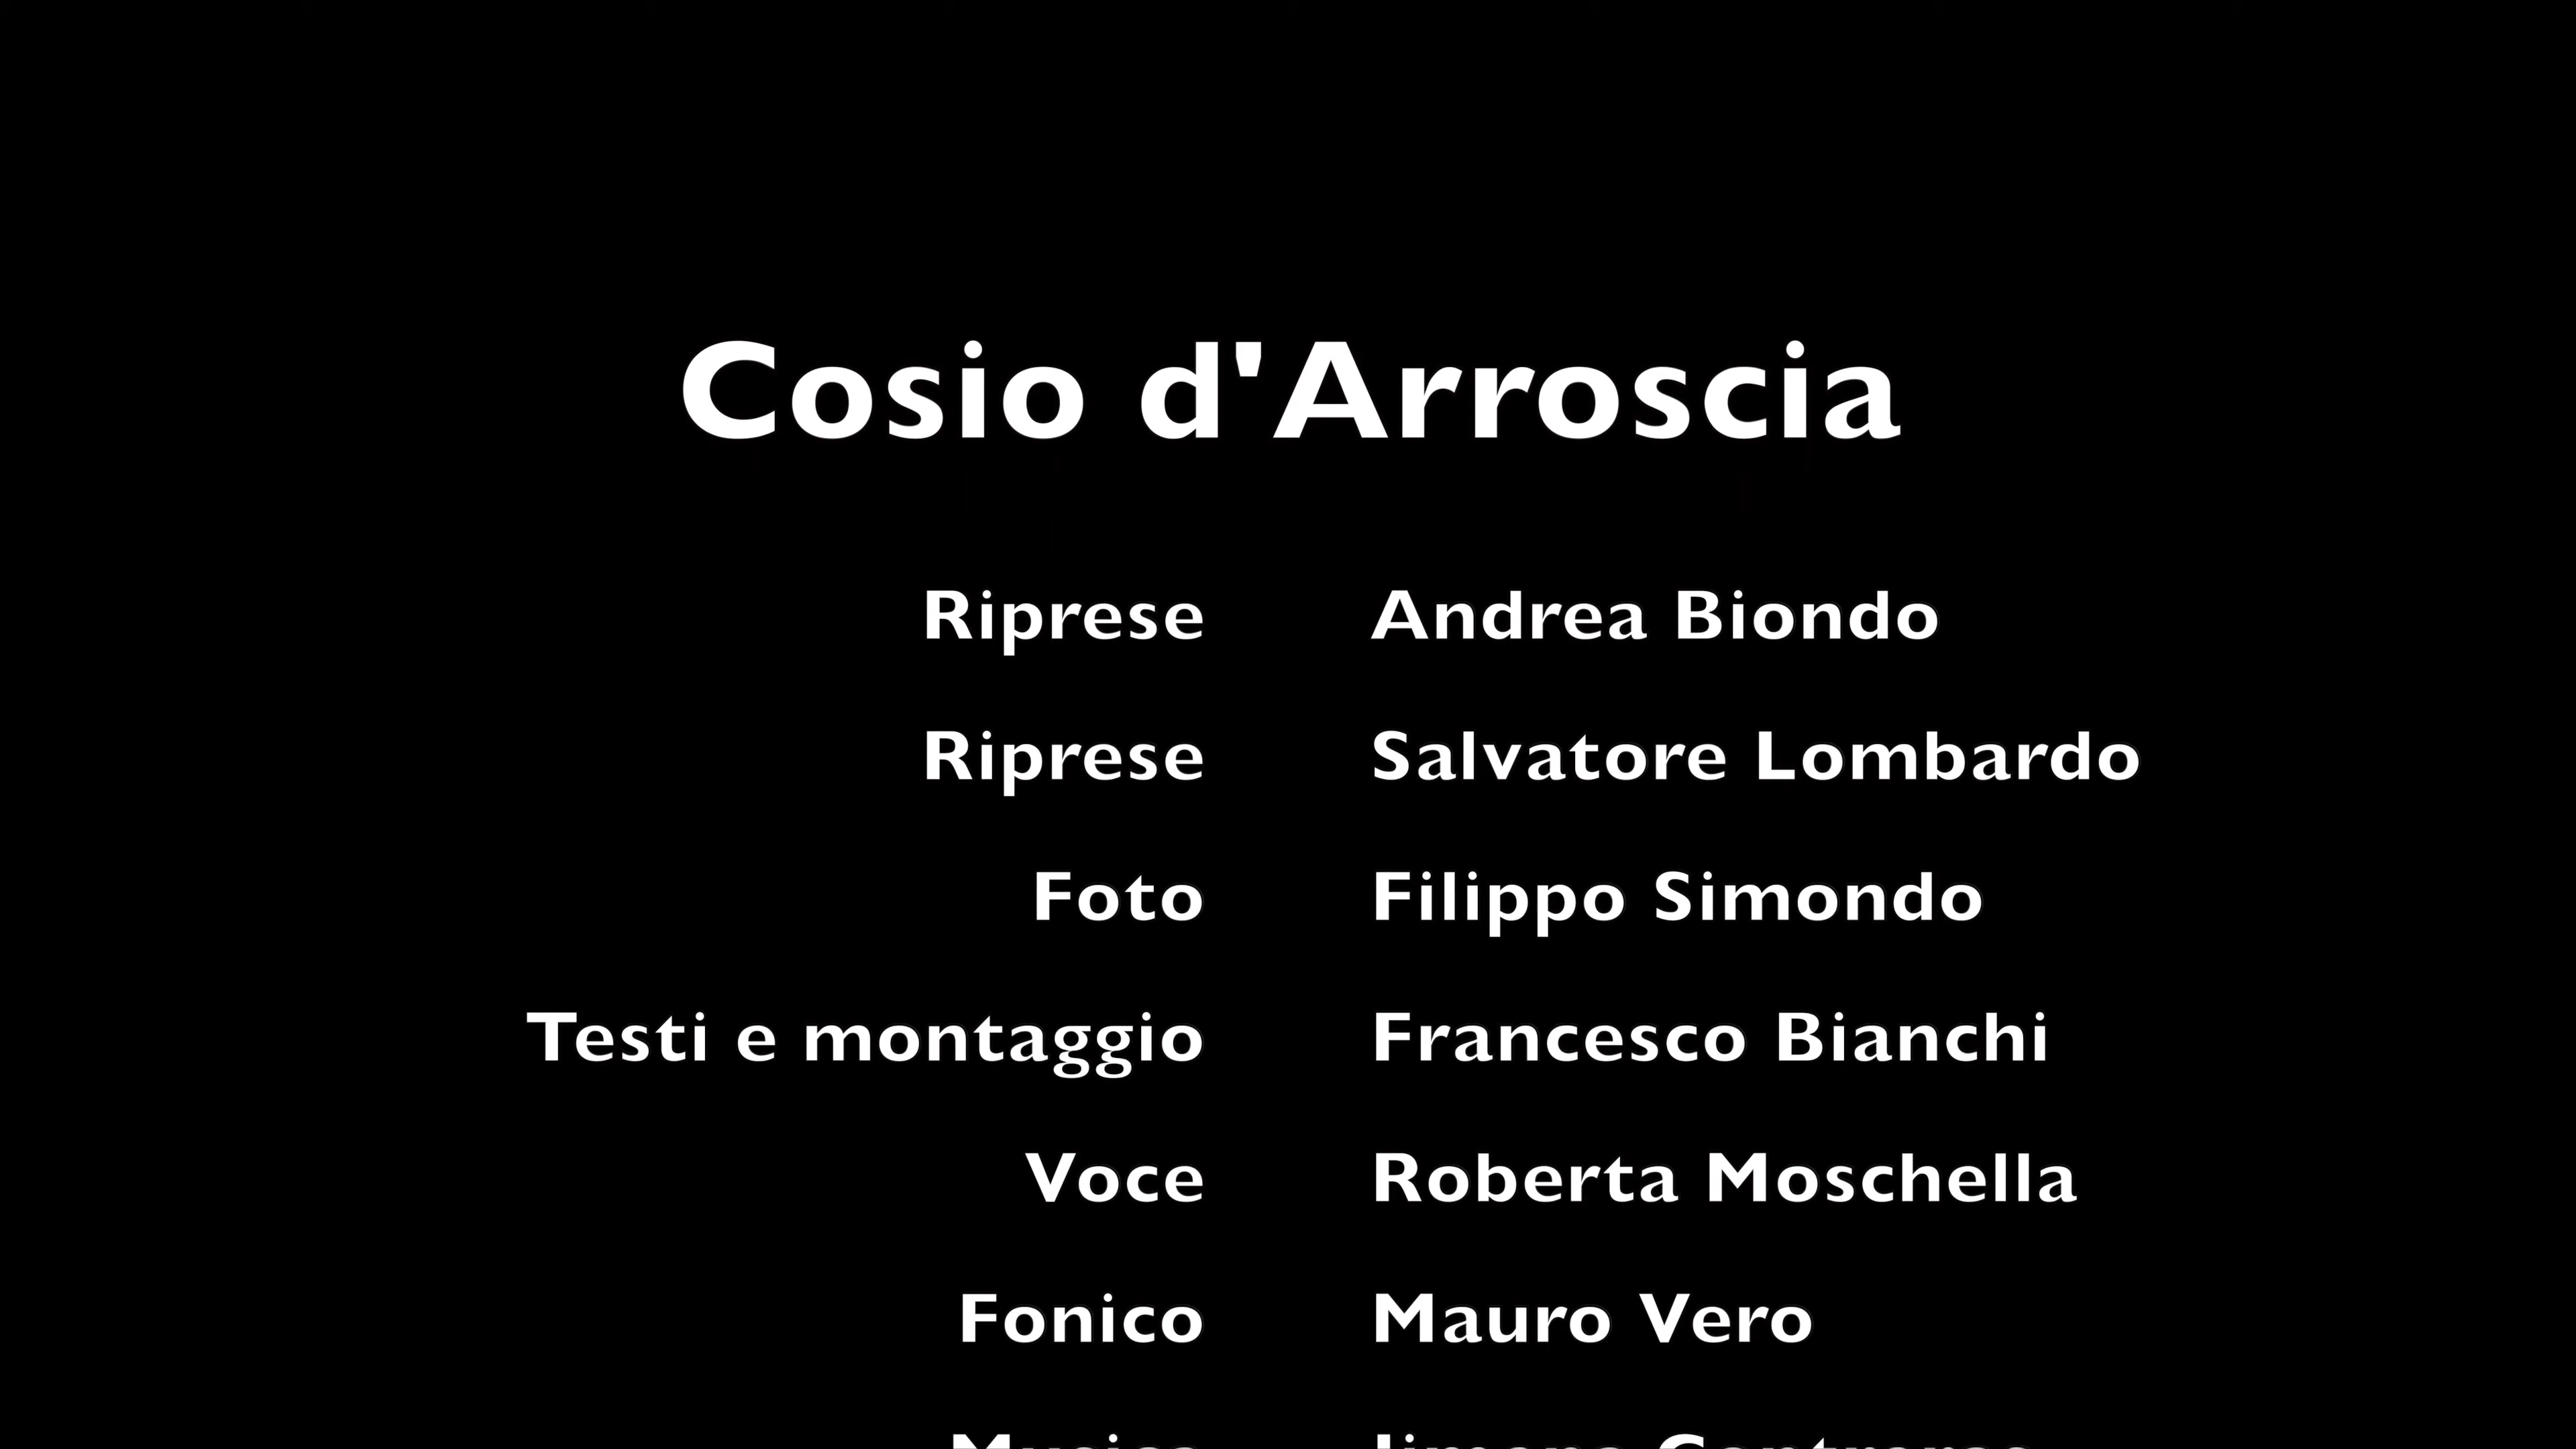 Cosio d'Arroscia
Riprese Andrea Biondo
Riprese Salvatore Lombardo
Foto Filippo Simondo
Testi e montaggio Francesco Bianchi
Voce Roberta Moschella
Fonico Mauro Vero